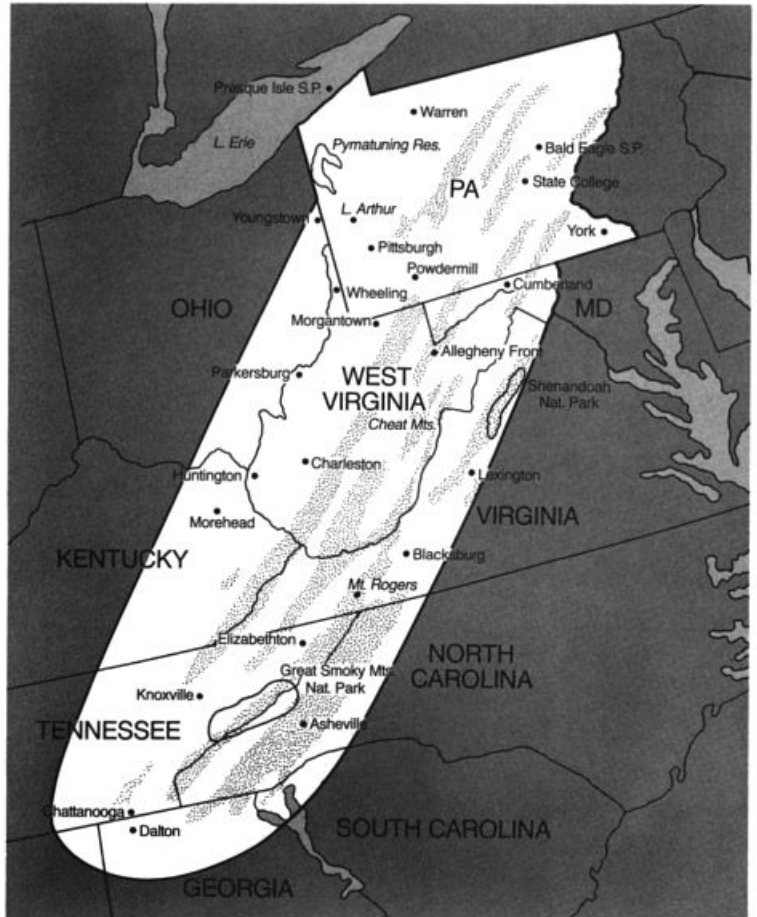 Presque Isle S.P.
Warren
L. Erie
Pymatuning Res.
Bald Eagle S.P.
State College
PA
Youngstown
L. Arthur
York
Pittsburgh
Powdermill
Wheeling
Cumberland
OHIO
MD
Morgantown
Allegheny Front
Parkersburg
WEST
VIRGINIA
Shenandoah
Nat. Park
Cheat Mts.
Charleston
Huntington
Lexington
Morehead
VIRGINIA
KENTUCKY
Blacksburg
Mt. Rogers
Elizabethton
Great Smoky Mts.
Nat. Park
NORTH
CAROLINA
Knoxville
TENNESSEE
Asheville
Chattanooga
Dalton
SOUTH CAROLINA
GEORGIA